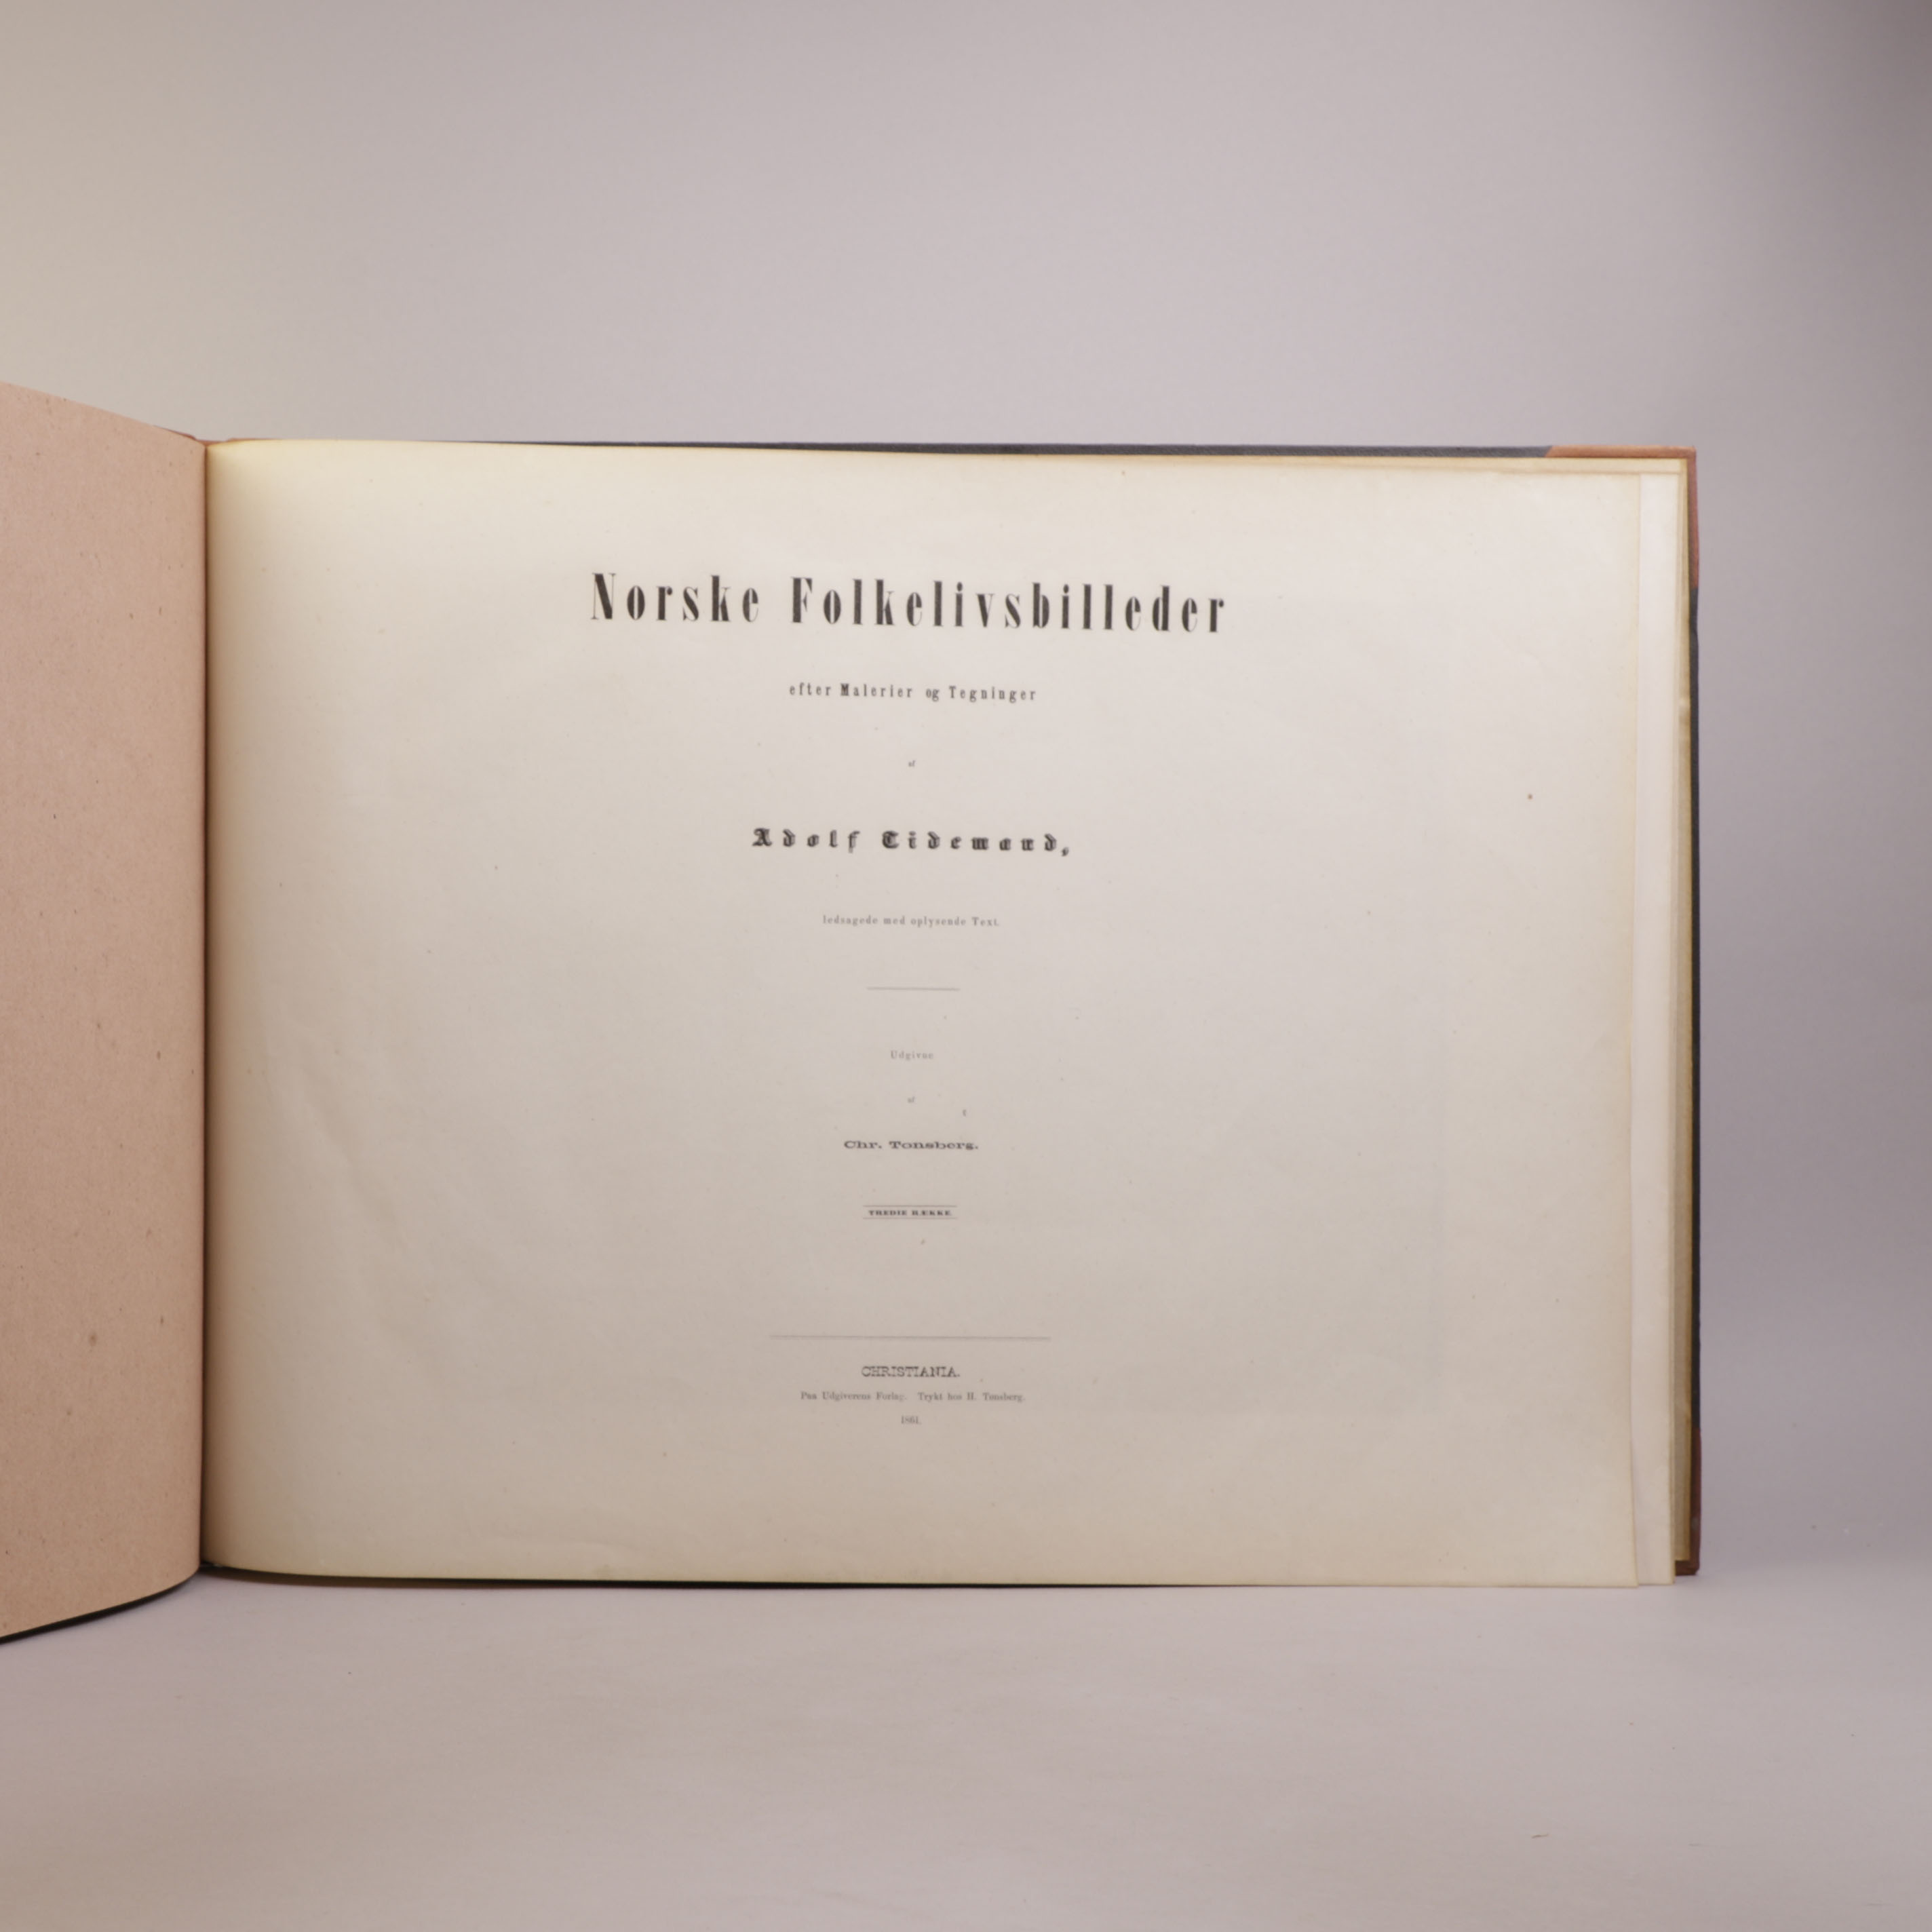 Norske Folkelivsbilleder
efter Malerier og Tegninger
af
Adolf Tidemand,
ledsagede med oplysende Text.
Udgivne
af
Chr. Tonsberg.
TREDIE RÆKKE.
CHRISTIANIA.
Paa Udgiverens Forlag. Trykt hos H. Tonsberg.
1861.